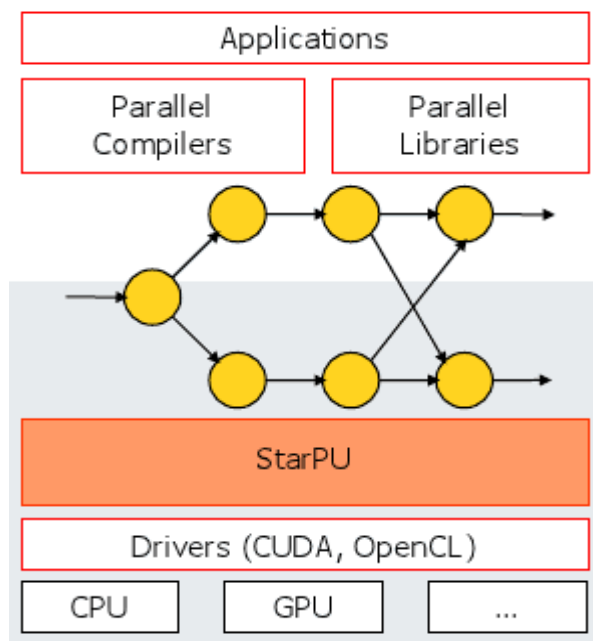 Applications
Parallel
Compilers
Parallel
Libraries
StarPU
Drivers (CUDA, OpenCL)
CPU
GPU
...